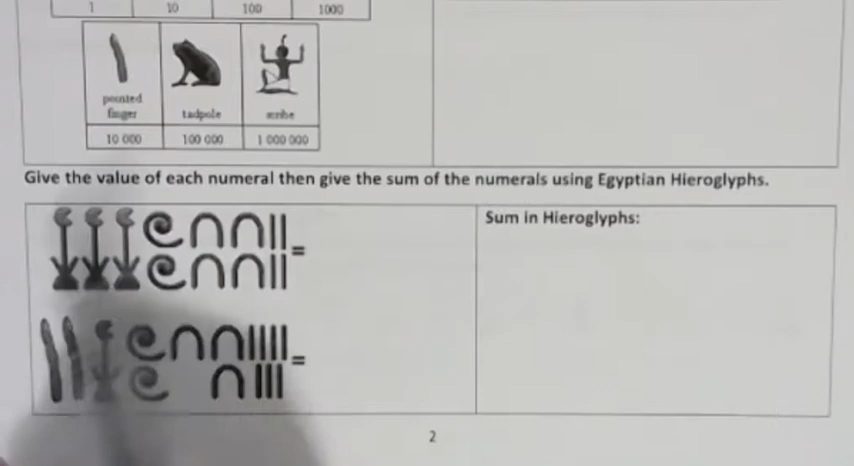 1 10 100 1000
pointed finger tadpole scribe
10 000 100 000 1 000 000
Give the value of each numeral then give the sum of the numerals using Egyptian Hieroglyphs.
Sum in Hieroglyphs:
=
=
2